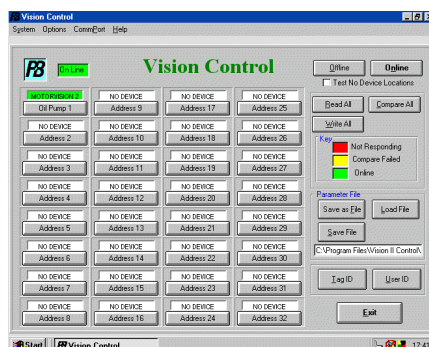 Vision Control
System Options CommPort Help
PB
On Line
Vision Control
Offline
Online
Test No Device Locations
MOTORVISION 2
NO DEVICE
NO DEVICE
NO DEVICE
Oil Pump 1
Address 9
Address 17
Address 25
NO DEVICE
NO DEVICE
NO DEVICE
NO DEVICE
Address 2
Address 10
Address 18
Address 26
NO DEVICE
NO DEVICE
NO DEVICE
NO DEVICE
Address 3
Address 11
Address 19
Address 27
NO DEVICE
NO DEVICE
NO DEVICE
NO DEVICE
Address 4
Address 12
Address 20
Address 28
NO DEVICE
NO DEVICE
NO DEVICE
NO DEVICE
Address 5
Address 13
Address 21
Address 29
NO DEVICE
NO DEVICE
NO DEVICE
NO DEVICE
Address 6
Address 14
Address 22
Address 30
NO DEVICE
NO DEVICE
NO DEVICE
NO DEVICE
Address 7
Address 15
Address 23
Address 31
NO DEVICE
NO DEVICE
NO DEVICE
NO DEVICE
Address 8
Address 16
Address 24
Address 32
Read All
Compare All
Write All
Key
Not Responding
Compare Failed
Online
Parameter File
Save as File
Load File
Save File
C:\Program Files\Vision II Control\
Tag ID
User ID
Exit
Start
Vision Control
17:41